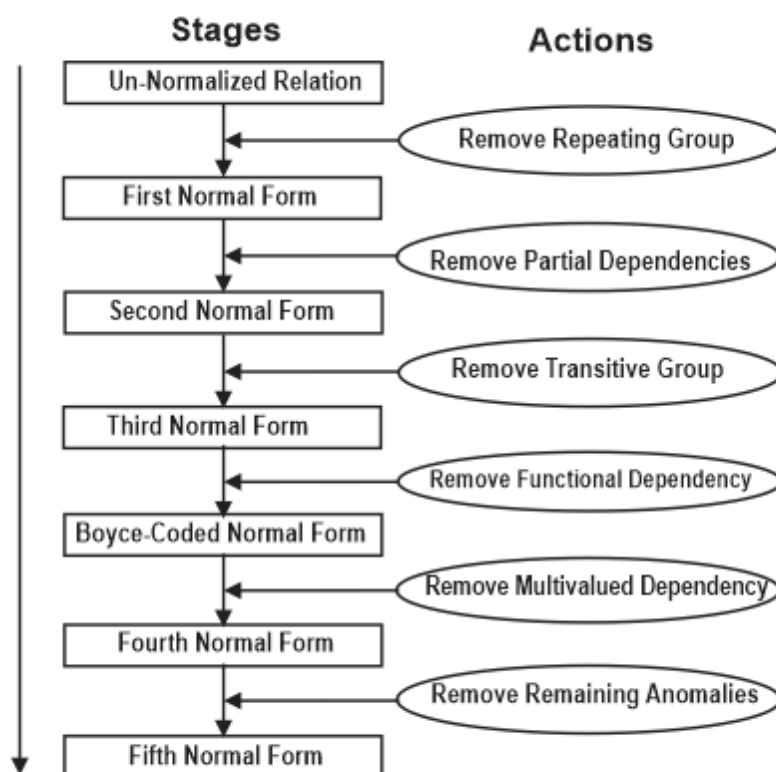 Stages
Actions
Un-Normalized Relation
Remove Repeating Group
First Normal Form
Remove Partial Dependencies
Second Normal Form
Remove Transitive Group
Third Normal Form
Remove Functional Dependency
Boyce-Coded Normal Form
Remove Multivalued Dependency
Fourth Normal Form
Remove Remaining Anomalies
Fifth Normal Form